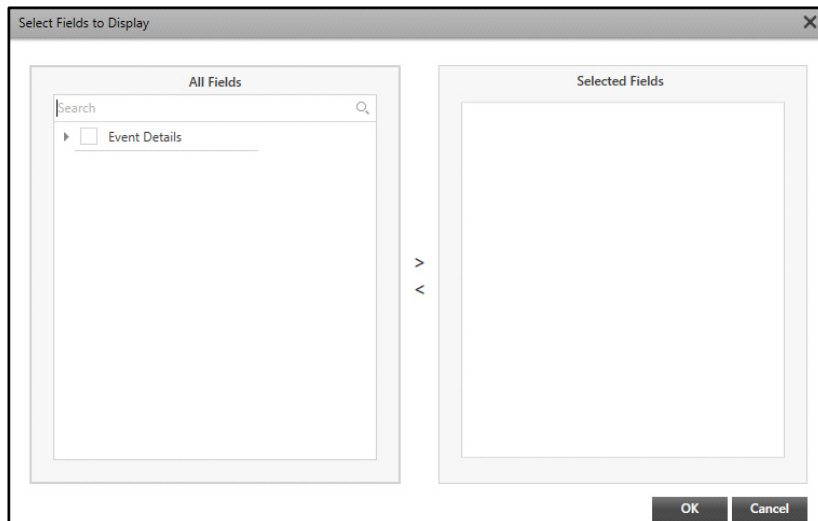 Select Fields to Display
All Fields
Search
Event Details
Selected Fields
>
<
OK
Cancel